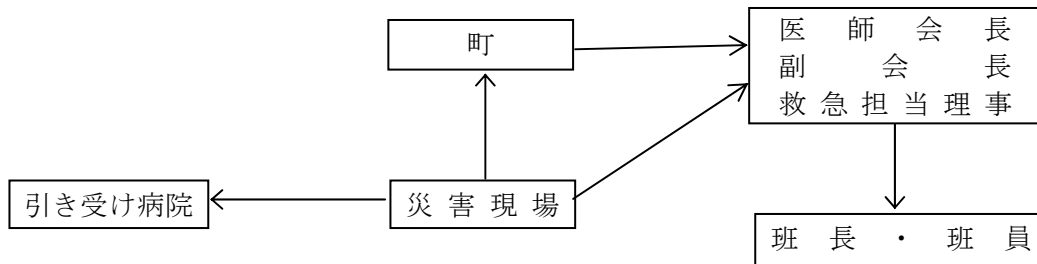 町
医師会長
副会長
救急担当理事
引き受け病院
災害現場
班長・班員